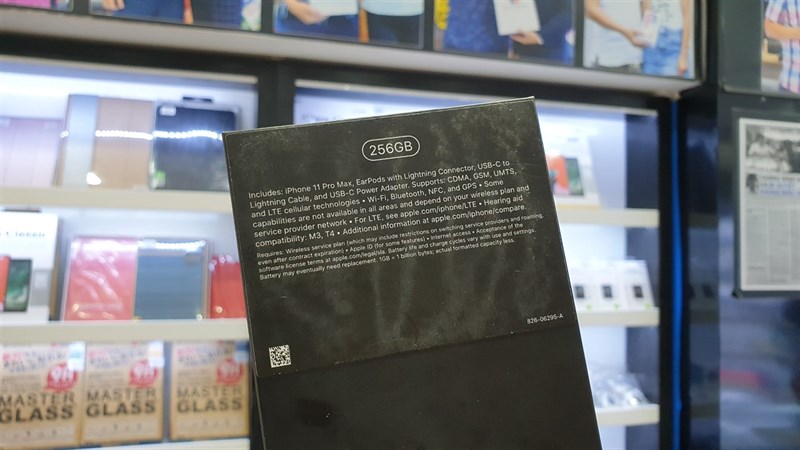 256GB
Includes: iPhone 11 Pro Max, EarPods with Lightning Connector, USB-C to
Lightning Cable, and USB-C Power Adapter. Supports: CDMA, GSM, UMTS,
and LTE cellular technologies • Wi-Fi, Bluetooth, NFC, and GPS • Some
capabilities are not available in all areas and depend on your wireless plan and
service provider network • For LTE, see apple.com/iphone/LTE • Hearing aid
compatibility: M3, T4 • Additional information at apple.com/iphone/compare.
Requires: Wireless service plan (which may include restrictions on switching service providers and roaming,
even after contract expiration) • Apple ID (for some features) • Internet access • Acceptance of the
software license terms at apple.com/legal/sla. Battery life and charge cycles vary with use and settings.
Battery may eventually need replacement. 1GB = 1 billion bytes; actual formatted capacity less.
826-06295-A
MASTER
GLASS
MASTER
GLASS
MASTER
GLASS